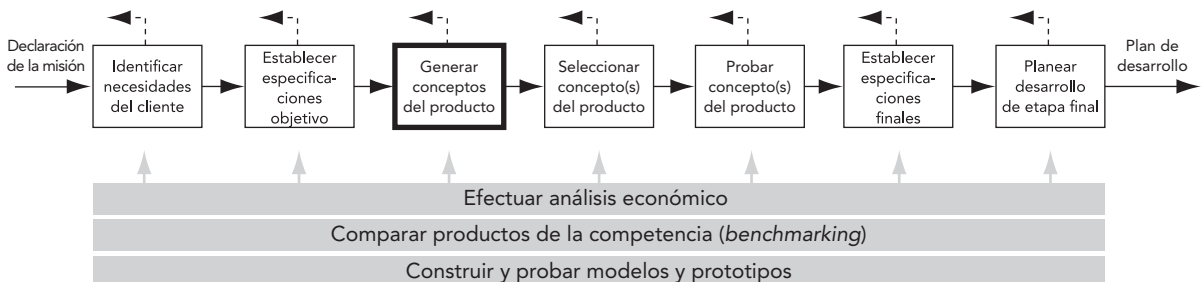 Declaración
de la misión
Identificar
necesidades
del cliente
Establecer
especifica-
ciones
objetivo
Generar
conceptos
del producto
Seleccionar
concepto(s)
del producto
Probar
concepto(s)
del producto
Establecer
especifica-
ciones
finales
Planear
desarrollo
de etapa final
Plan de
desarrollo
Efectuar análisis económico
Comparar productos de la competencia (benchmarking)
Construir y probar modelos y prototipos